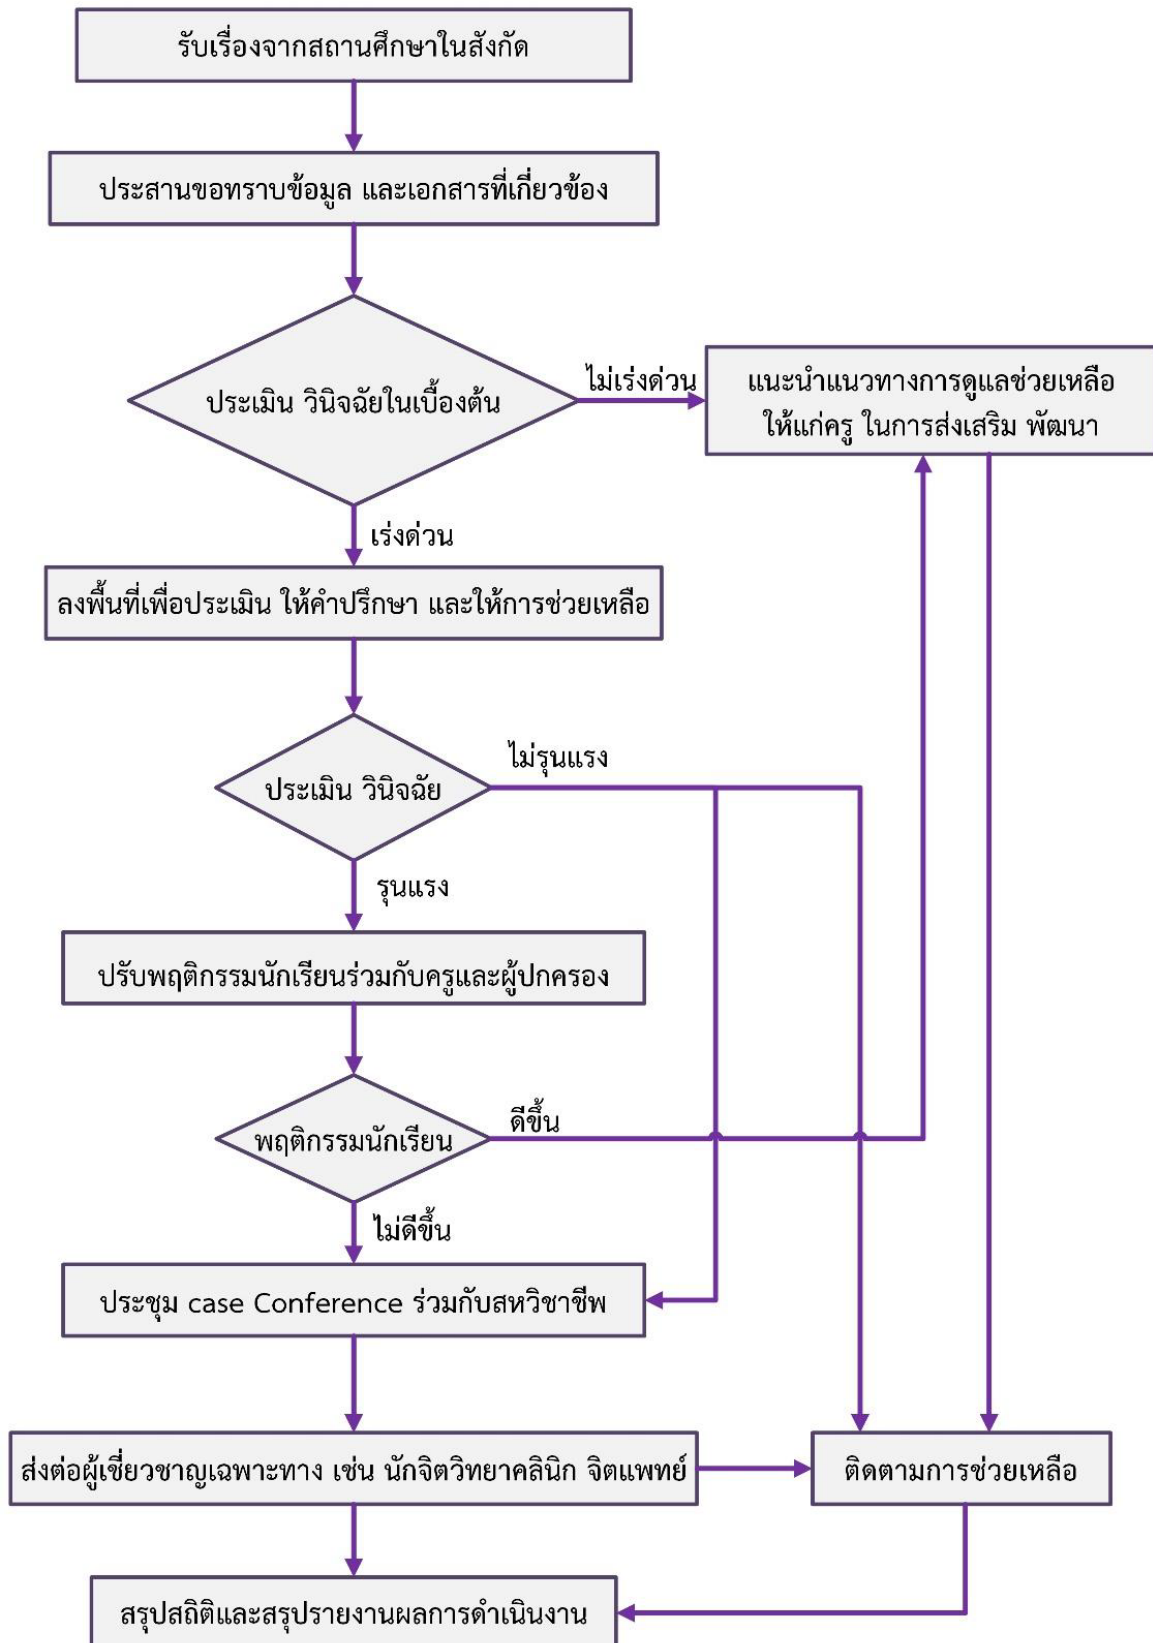 รับเรื่องจากสถานศึกษาในสังกัด
ประสานขอทราบข้อมูล และเอกสารที่เกี่ยวข้อง
ประเมิน วินิจฉัยในเบื้องต้น
ไม่เร่งด่วน
แนะนำแนวทางการดูแลช่วยเหลือ
ให้แก่ครู ในการส่งเสริม พัฒนา
เร่งด่วน
ลงพื้นที่เพื่อประเมิน ให้คำปรึกษา และให้การช่วยเหลือ
ประเมิน วินิจฉัย
ไม่รุนแรง
รุนแรง
ปรับพฤติกรรมนักเรียนร่วมกับครูและผู้ปกครอง
พฤติกรรมนักเรียน
ดีขึ้น
ไม่ดีขึ้น
ประชุม case Conference ร่วมกับสหวิชาชีพ
ส่งต่อผู้เชี่ยวชาญเฉพาะทาง เช่น นักจิตวิทยาคลินิก จิตแพทย์
ติดตามการช่วยเหลือ
สรุปสถิติและสรุปรายงานผลการดำเนินงาน